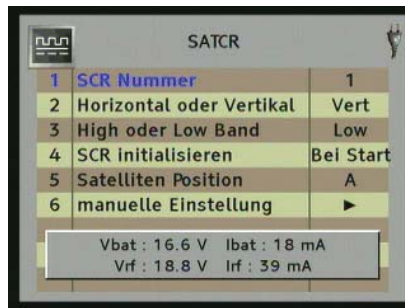 SATCR
1 SCR Nummer 1
2 Horizontal oder Vertikal Vert
3 High oder Low Band Low
4 SCR initialisieren Bei Start
5 Satelliten Position A
6 manuelle Einstellung ►
Vbat : 16.6 V Ibat : 18 mA
Vrf : 18.8 V Irf : 39 mA